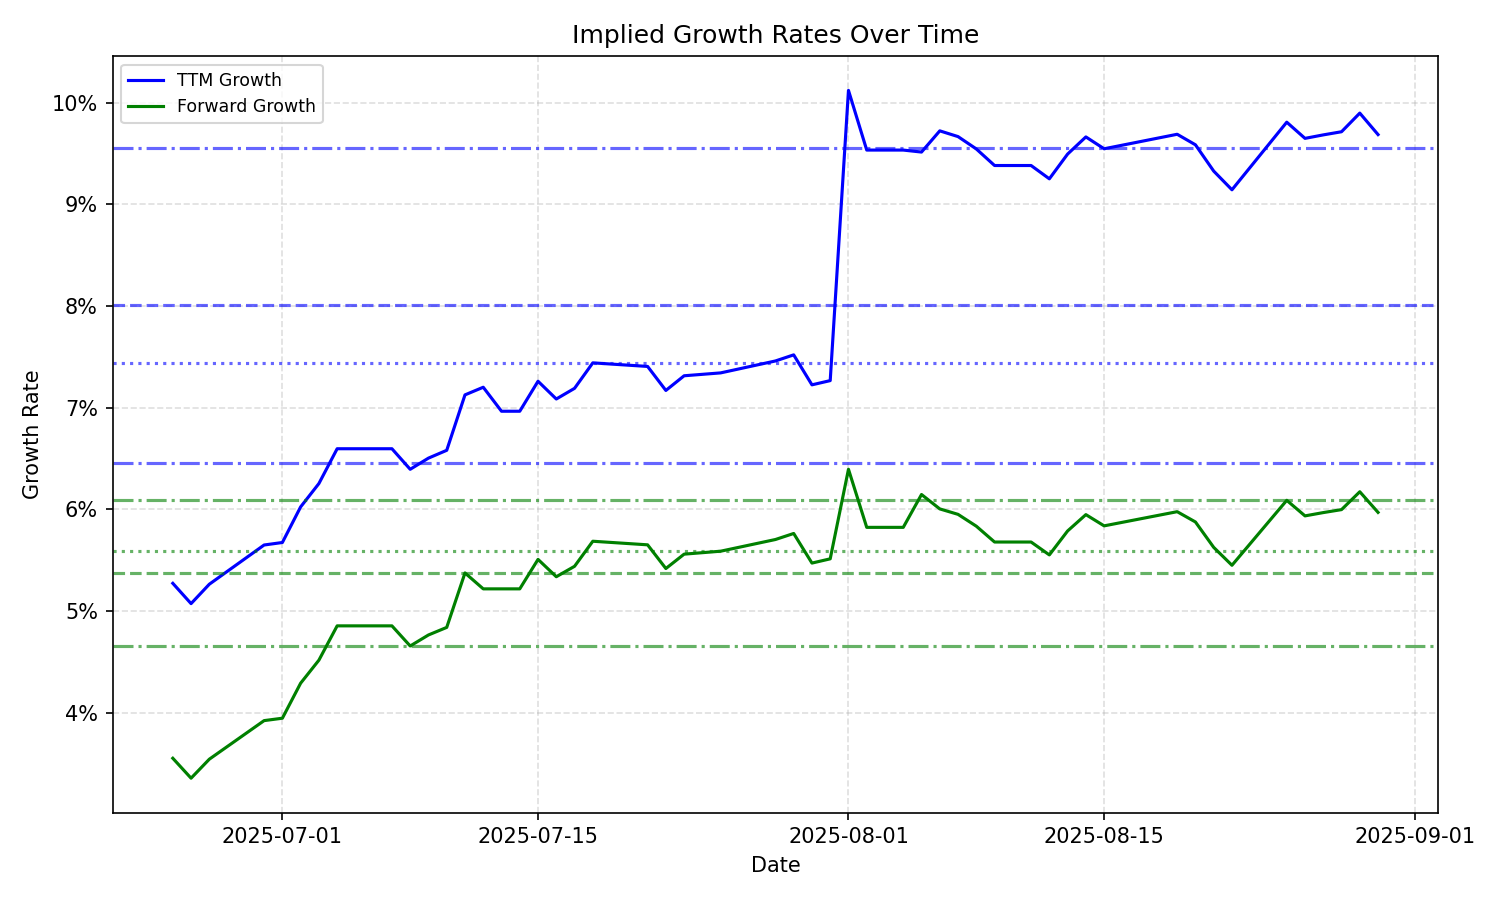 Implied Growth Rates Over Time
TTM Growth
Forward Growth
10%
9%
8%
7%
6%
5%
4%
Growth Rate
2025-07-01
2025-07-15
2025-08-01
2025-08-15
2025-09-01
Date